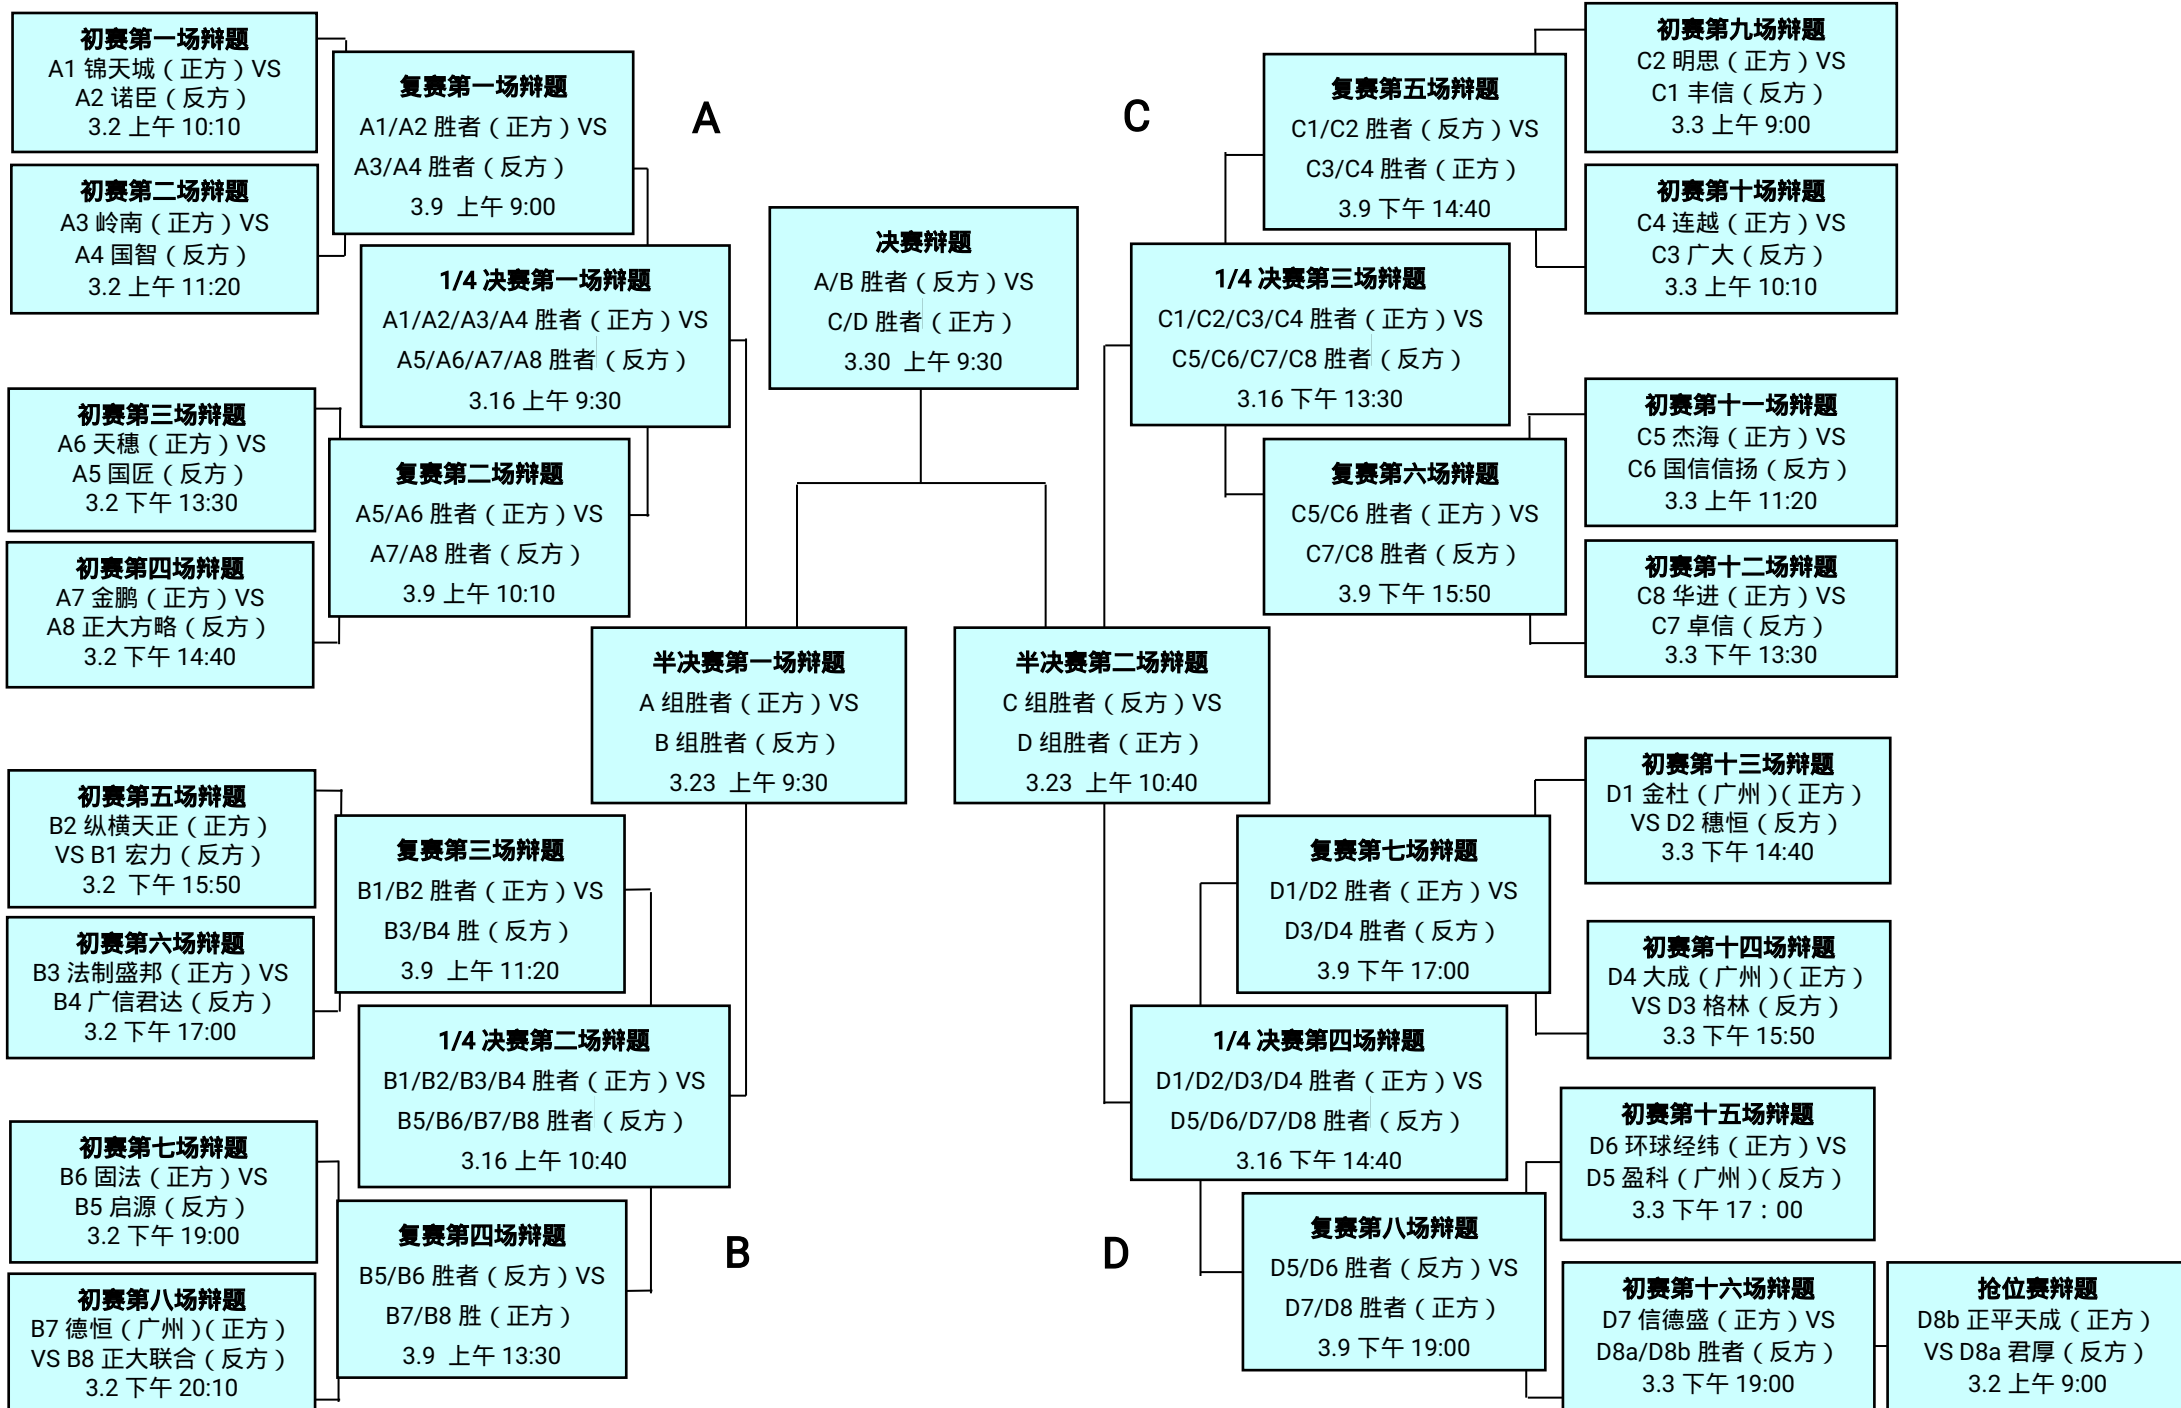 初赛第一场辩题
A1 锦天城（正方）VS
A2 诺臣（反方）
3.2 上午 10:10
初赛第二场辩题
A3 岭南（正方）VS
A4 国智（反方）
3.2 上午 11:20
复赛第一场辩题
A1/A2 胜者（正方）VS
A3/A4 胜者（反方）
3.9 上午 9:00
A
1/4 决赛第一场辩题
A1/A2/A3/A4 胜者（正方）VS
A5/A6/A7/A8 胜者（反方）
3.16 上午 9:30
初赛第三场辩题
A6 天穗（正方）VS
A5 国匠（反方）
3.2 下午 13:30
初赛第四场辩题
A7 金鹏（正方）VS
A8 正大方略（反方）
3.2 下午 14:40
复赛第二场辩题
A5/A6 胜者（正方）VS
A7/A8 胜者（反方）
3.9 上午 10:10
决赛辩题
A/B 胜者（反方）VS
C/D 胜者（正方）
3.30 上午 9:30
半决赛第一场辩题
A 组胜者（正方）VS
B 组胜者（反方）
3.23 上午 9:30
半决赛第二场辩题
C 组胜者（反方）VS
D 组胜者（正方）
3.23 上午 10:40
初赛第五场辩题
B2 纵横天正（正方）
VS B1 宏力（反方）
3.2 下午 15:50
初赛第六场辩题
B3 法制盛邦（正方）VS
B4 广信君达（反方）
3.2 下午 17:00
复赛第三场辩题
B1/B2 胜者（正方）VS
B3/B4 胜（反方）
3.9 上午 11:20
1/4 决赛第二场辩题
B1/B2/B3/B4 胜者（正方）VS
B5/B6/B7/B8 胜者（反方）
3.16 上午 10:40
初赛第七场辩题
B6 固法（正方）VS
B5 启源（反方）
3.2 下午 19:00
初赛第八场辩题
B7 德恒（广州）（正方）
VS B8 正大联合（反方）
3.2 下午 20:10
复赛第四场辩题
B5/B6 胜者（反方）VS
B7/B8 胜（正方）
3.9 上午 13:30
B
C
复赛第五场辩题
C1/C2 胜者（反方）VS
C3/C4 胜者（正方）
3.9 下午 14:40
初赛第九场辩题
C2 明思（正方）VS
C1 丰信（反方）
3.3 上午 9:00
初赛第十场辩题
C4 连越（正方）VS
C3 广大（反方）
3.3 上午 10:10
1/4 决赛第三场辩题
C1/C2/C3/C4 胜者（正方）VS
C5/C6/C7/C8 胜者（反方）
3.16 下午 13:30
复赛第六场辩题
C5/C6 胜者（正方）VS
C7/C8 胜者（反方）
3.9 下午 15:50
初赛第十一场辩题
C5 杰海（正方）VS
C6 国信信扬（反方）
3.3 上午 11:20
初赛第十二场辩题
C8 华进（正方）VS
C7 卓信（反方）
3.3 下午 13:30
复赛第七场辩题
D1/D2 胜者（正方）VS
D3/D4 胜者（反方）
3.9 下午 17:00
初赛第十三场辩题
D1 金杜（广州）（正方）
VS D2 穗恒（反方）
3.3 下午 14:40
初赛第十四场辩题
D4 大成（广州）（正方）
VS D3 格林（反方）
3.3 下午 15:50
1/4 决赛第四场辩题
D1/D2/D3/D4 胜者（正方）VS
D5/D6/D7/D8 胜者（反方）
3.16 下午 14:40
D
复赛第八场辩题
D5/D6 胜者（反方）VS
D7/D8 胜者（正方）
3.9 下午 19:00
初赛第十五场辩题
D6 环球经纬（正方）VS
D5 盈科（广州）（反方）
3.3 下午 17：00
初赛第十六场辩题
D7 信德盛（正方）VS
D8a/D8b 胜者（反方）
3.3 下午 19:00
抢位赛辩题
D8b 正平天成（正方）
VS D8a 君厚（反方）
3.2 上午 9:00